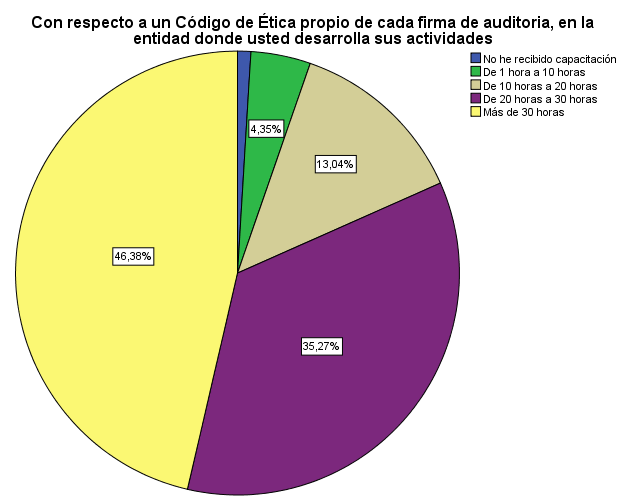 Con respecto a un Código de Ética propio de cada firma de auditoria, en la
entidad donde usted desarrolla sus actividades
No he recibido capacitación
De 1 hora a 10 horas
De 10 horas a 20 horas
De 20 horas a 30 horas
Más de 30 horas
4,35%
13,04%
46,38%
35,27%